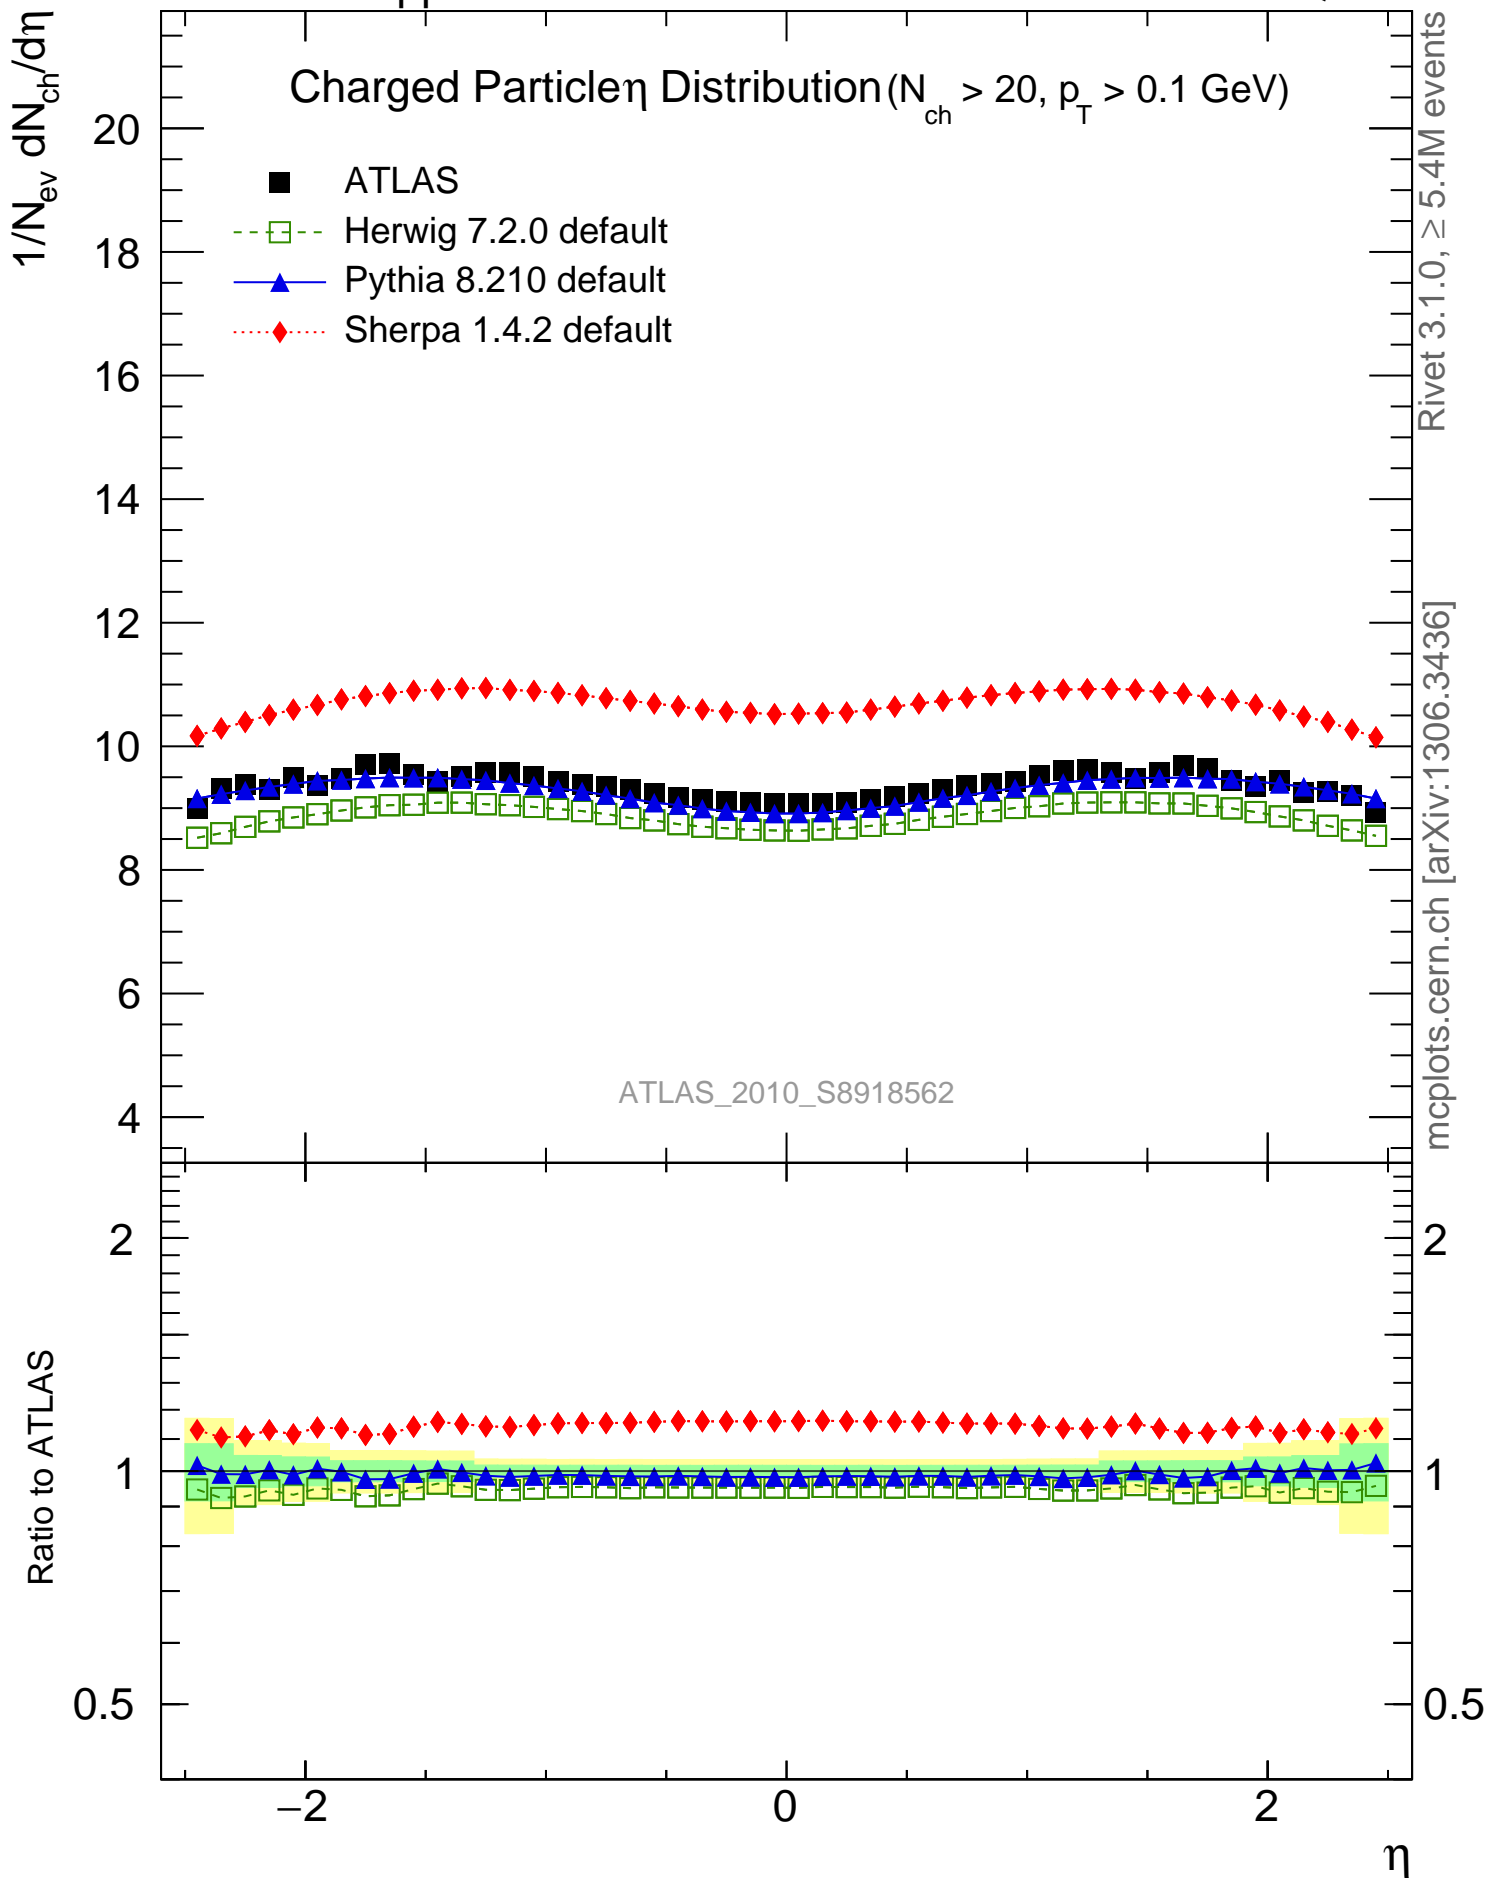 pp
1/N_ev dN_ch/dη
Charged Particleη Distribution (N_ch > 20, p_T > 0.1 GeV)
ATLAS
Herwig 7.2.0 default
Pythia 8.210 default
Sherpa 1.4.2 default
20
18
16
14
12
10
8
6
4
ATLAS_2010_S8918562
Rivet 3.1.0, ≥ 5.4M events
mcplots.cern.ch [arXiv:1306.3436]
Ratio to ATLAS
2
1
0.5
2
1
0.5
−2
0
2
η